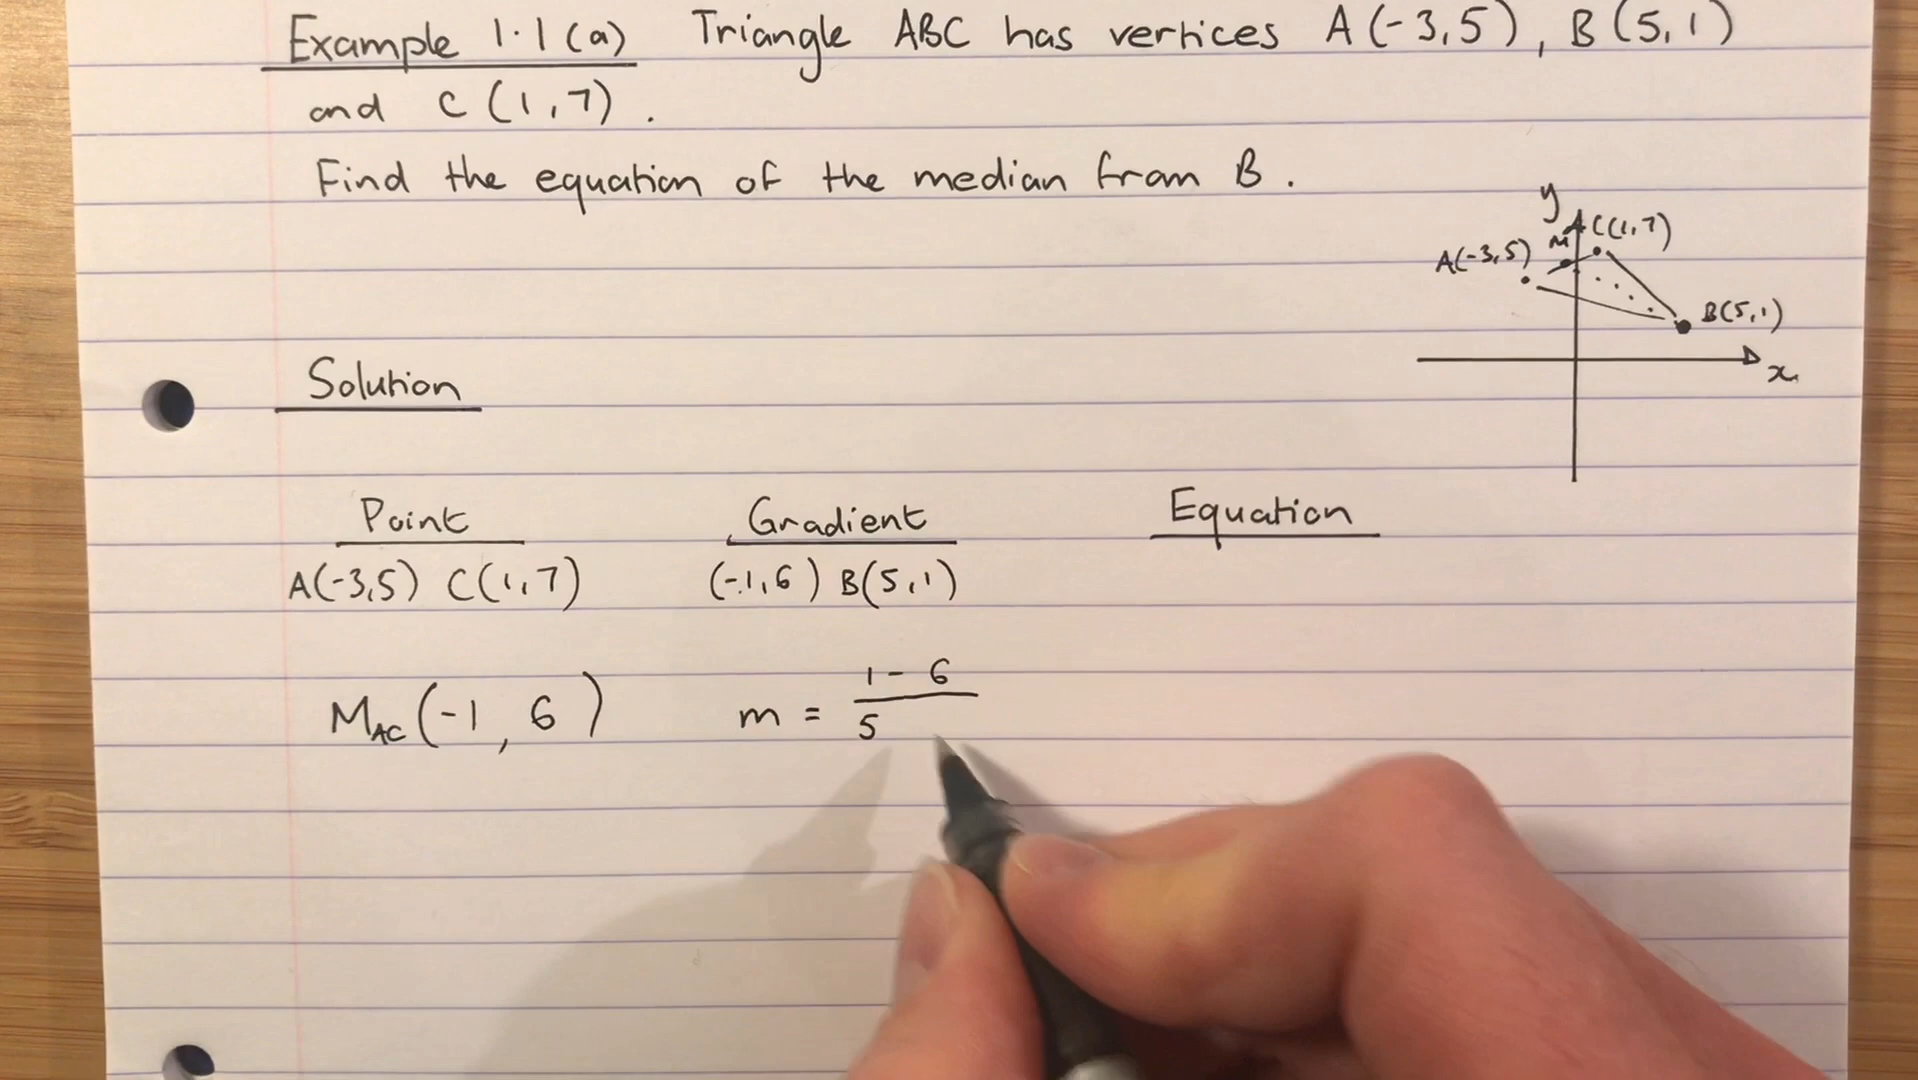 Example 1.1 (a) Triangle ABC has vertices A (-3, 5), B (5, 1)
and C (1, 7).
Find the equation of the median from B.
y
C(1, 7)
M
A(-3, 5)
B(5, 1)
x
Solution
Point Gradient Equation
A(-3, 5) C(1, 7) (-1, 6) B(5, 1)
1 - 6
M_AC (-1, 6) m = ―
5